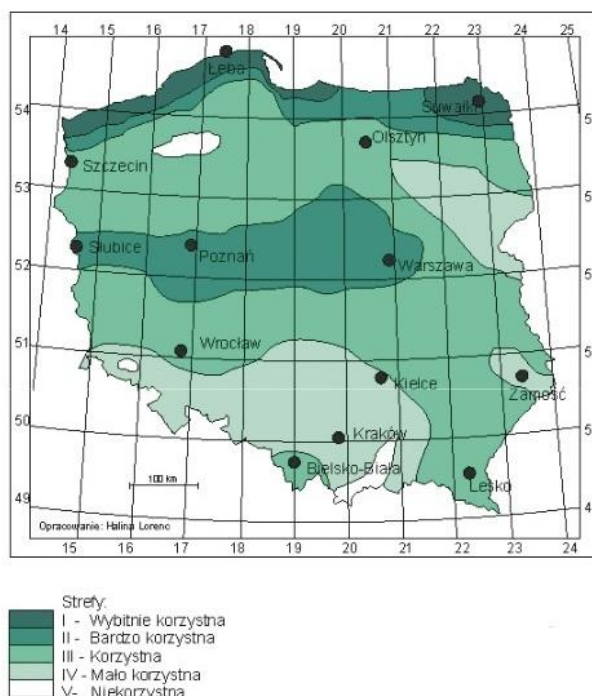 14 15 16 17 18 19 20 21 22 23 24 25
54
53
52
51
50
49
Łeba
Suwałki
Olsztyn
Szczecin
Słubice
Poznań
Warszawa
Wrocław
Kielce
Zamość
Kraków
Bielsko-Biała
Lesko
100 km
Opracowanie: Halina Lorenc
15 16 17 18 19 20 21 22 23 24
Strefy:
I - Wybitnie korzystna
II - Bardzo korzystna
III - Korzystna
IV - Mało korzystna
V- Niekorzystna